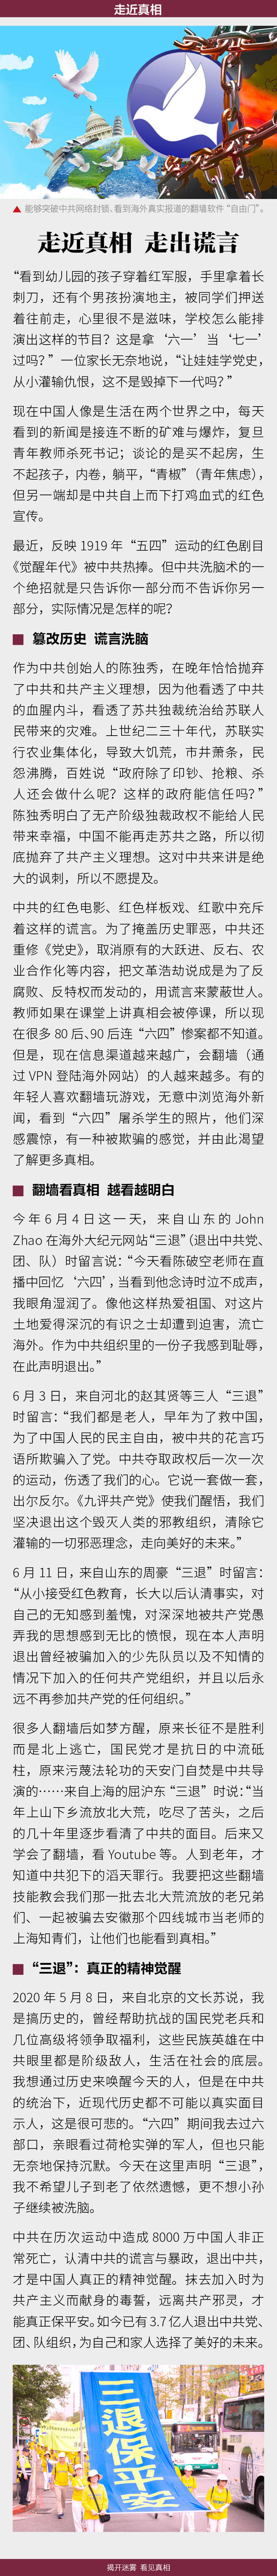 走近真相
▲ 能够突破中共网络封锁、看到海外真实报道的翻墙软件“自由门”。
走近真相 走出谎言
“看到幼儿园的孩子穿着红军服，手里拿着长
刺刀，还有个男孩扮演地主，被同学们押送
着往前走，心里很不是滋味，学校怎么能排
演出这样的节目？这是拿‘六一’当‘七一’
过吗？”一位家长无奈地说，“让娃娃学党史，
从小灌输仇恨，这不是毁掉下一代吗？”
现在中国人像是生活在两个世界之中，每天
看到的新闻是接连不断的矿难与爆炸，复旦
青年教师杀死书记；谈论的是买不起房，生
不起孩子，内卷，躺平，“青椒”（青年焦虑），
但另一端却是中共自上而下打鸡血式的红色
宣传。
最近，反映 1919 年“五四”运动的红色剧目
《觉醒年代》被中共热捧。但中共洗脑术的一
个绝招就是只告诉你一部分而不告诉你另一
部分，实际情况是怎样的呢？
■ 篡改历史 谎言洗脑
作为中共创始人的陈独秀，在晚年恰恰抛弃
了中共和共产主义理想，因为他看透了中共
的血腥内斗，看透了苏共独裁统治给苏联人
民带来的灾难。上世纪二三十年代，苏联实
行农业集体化，导致大饥荒，市井萧条，民
怨沸腾，百姓说“政府除了印钞、抢粮、杀
人还会做什么呢？这样的政府能信任吗？”
陈独秀明白了无产阶级独裁政权不能给人民
带来幸福，中国不能再走苏共之路，所以彻
底抛弃了共产主义理想。这对中共来讲是绝
大的讽刺，所以不愿提及。
中共的红色电影、红色样板戏、红歌中充斥
着这样的谎言。为了掩盖历史罪恶，中共还
重修《党史》，取消原有的大跃进、反右、农
业合作化等内容，把文革浩劫说成是为了反
腐败、反特权而发动的，用谎言来蒙蔽世人。
教师如果在课堂上讲真相会被停课，所以现
在很多 80 后、90 后连“六四”惨案都不知道。
但是，现在信息渠道越来越广，会翻墙（通
过 VPN 登陆海外网站）的人越来越多。有的
年轻人喜欢翻墙玩游戏，无意中浏览海外新
闻，看到“六四”屠杀学生的照片，他们深
感震惊，有一种被欺骗的感觉，并由此渴望
了解更多真相。
■ 翻墙看真相 越看越明白
今年 6 月 4 日这一天，来自山东的 John
Zhao 在海外大纪元网站“三退”（退出中共党、
团、队）时留言说：“今天看陈破空老师在直
播中回忆‘六四’，当看到他念诗时泣不成声，
我眼角湿润了。像他这样热爱祖国、对这片
土地爱得深沉的有识之士却遭到迫害，流亡
海外。作为中共组织里的一份子我感到耻辱，
在此声明退出。”
6 月 3 日，来自河北的赵其贤等三人“三退”
时留言：“我们都是老人，早年为了救中国，
为了中国人民的民主自由，被中共的花言巧
语所欺骗入了党。中共夺取政权后一次一次
的运动，伤透了我们的心。它说一套做一套，
出尔反尔。《九评共产党》使我们醒悟，我们
坚决退出这个毁灭人类的邪教组织，清除它
灌输的一切邪恶理念，走向美好的未来。”
6 月 11 日，来自山东的周豪“三退”时留言：
“从小接受红色教育，长大以后认清事实，对
自己的无知感到羞愧，对深深地被共产党愚
弄我的思想感到无比的愤恨，现在本人声明
退出曾经被骗加入的少先队员以及不知情的
情况下加入的任何共产党组织，并且以后永
远不再参加共产党的任何组织。”
很多人翻墙后如梦方醒，原来长征不是胜利
而是北上逃亡，国民党才是抗日的中流砥
柱，原来污蔑法轮功的天安门自焚是中共导
演的……来自上海的屈沪东“三退”时说：“当
年上山下乡流放北大荒，吃尽了苦头，之后
的几十年里逐步看清了中共的面目。后来又
学会了翻墙，看 Youtube 等。人到老年，才
知道中共犯下的滔天罪行。我要把这些翻墙
技能教会我们那一批去北大荒流放的老兄弟
们、一起被骗去安徽那个四线城市当老师的
上海知青们，让他们也能看到真相。”
■ “三退”：真正的精神觉醒
2020 年 5 月 8 日，来自北京的文长苏说，我
是搞历史的，曾经帮助抗战的国民党老兵和
几位高级将领争取福利，这些民族英雄在中
共眼里都是阶级敌人，生活在社会的底层。
我想通过历史来唤醒今天的人，但是在中共
的统治下，近现代历史都不可能以真实面目
示人，这是很可悲的。“六四”期间我去过六
部口，亲眼看过荷枪实弹的军人，但也只能
无奈地保持沉默。今天在这里声明“三退”，
我不希望儿子到老了依然遗憾，更不想小孙
子继续被洗脑。
中共在历次运动中造成 8000 万中国人非正
常死亡，认清中共的谎言与暴政，退出中共，
才是中国人真正的精神觉醒。抹去加入时为
共产主义而献身的毒誓，远离共产邪灵，才
能真正保平安。如今已有 3.7 亿人退出中共党、
团、队组织，为自己和家人选择了美好的未来。
三退保平安
揭开迷雾 看见真相